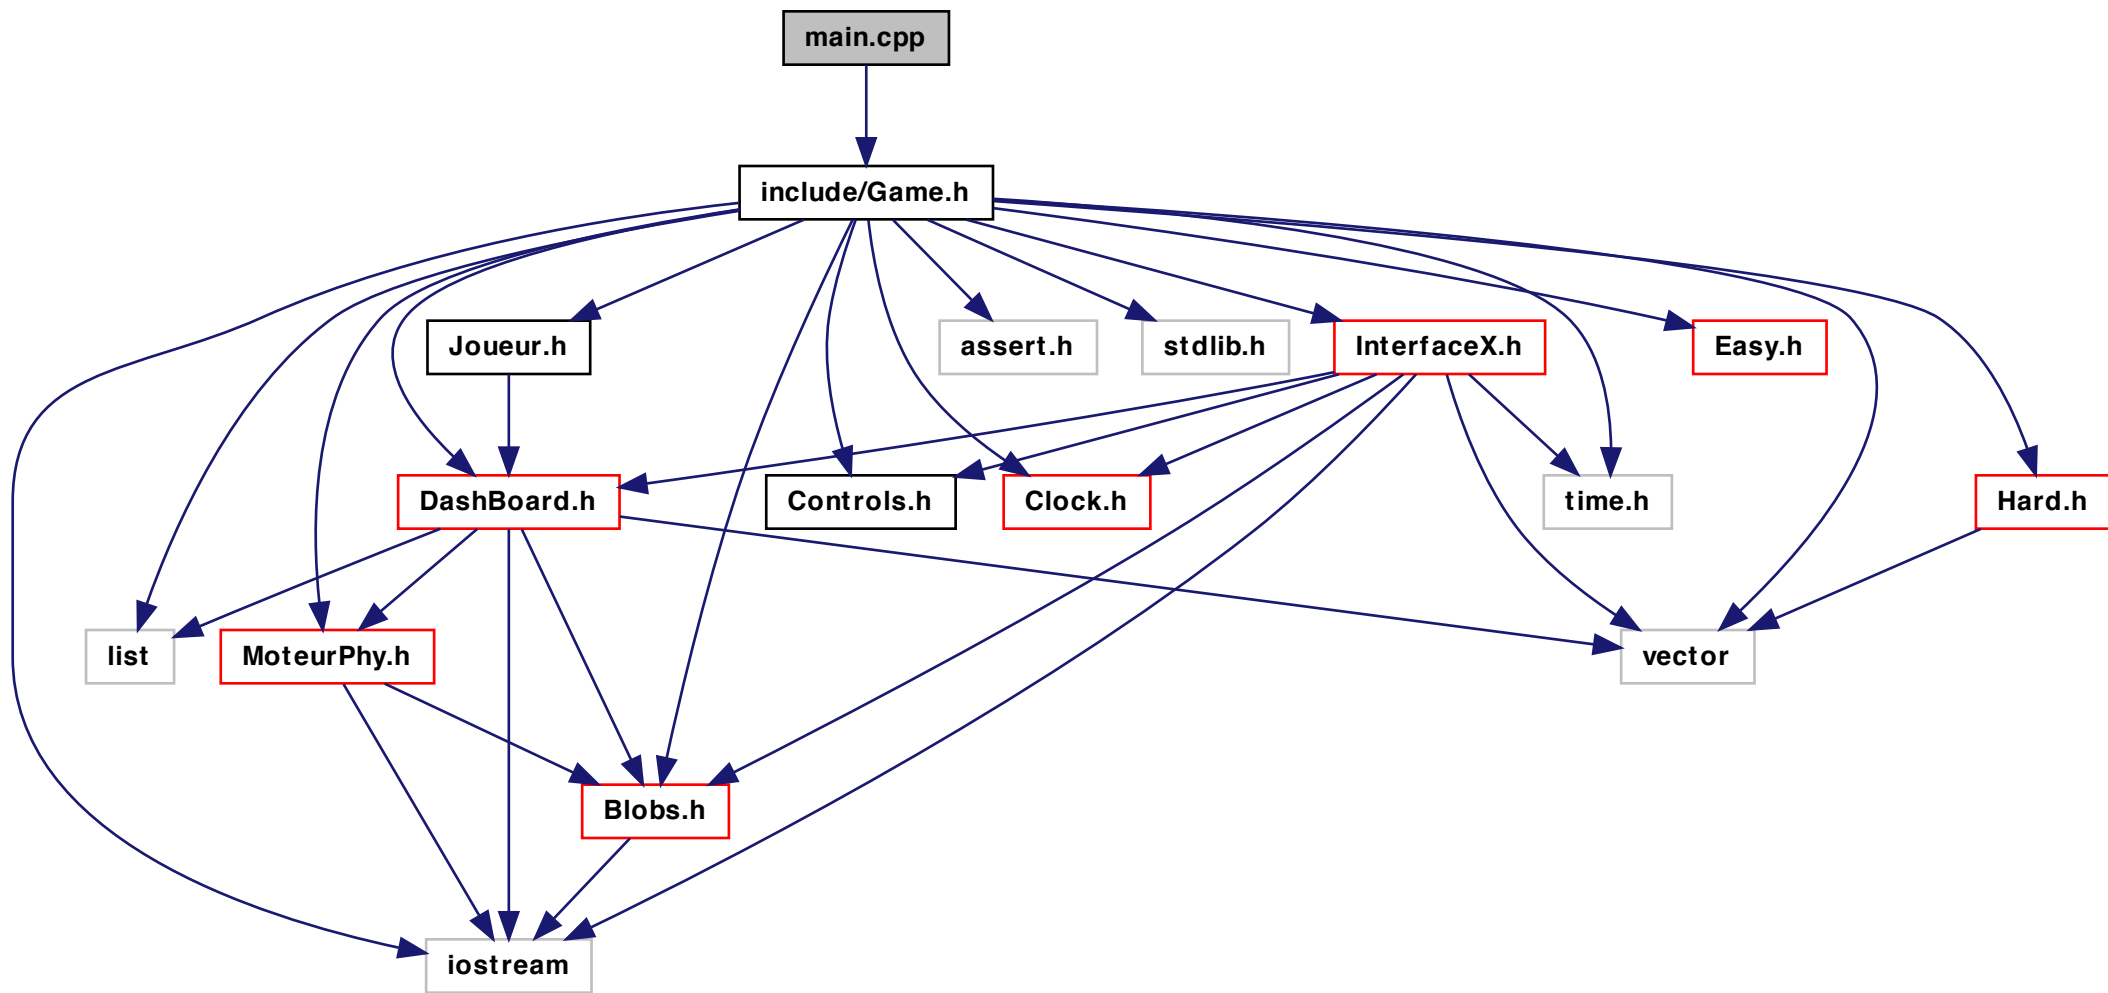 main.cpp
include/Game.h
Joueur.h
assert.h
stdlib.h
InterfaceX.h
Easy.h
DashBoard.h
Controls.h
Clock.h
time.h
Hard.h
list
MoteurPhy.h
vector
Blobs.h
iostream